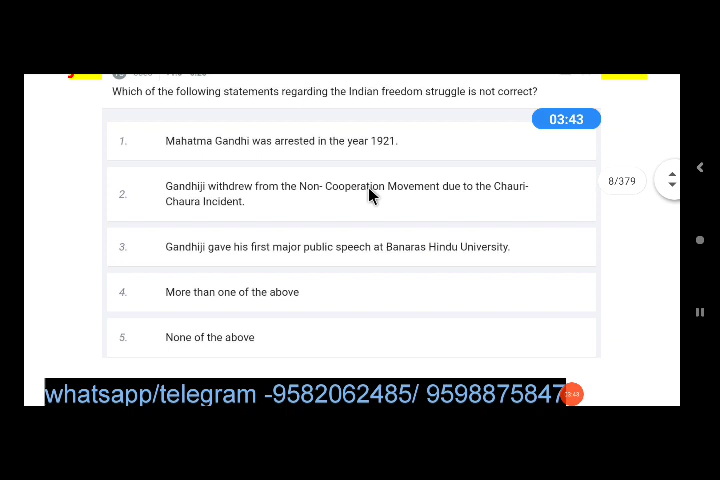 Which of the following statements regarding the Indian freedom struggle is not correct?
03:43
1. Mahatma Gandhi was arrested in the year 1921.
8/379
2. Gandhiji withdrew from the Non- Cooperation Movement due to the Chauri-
Chaura Incident.
3. Gandhiji gave his first major public speech at Banaras Hindu University.
4. More than one of the above
5. None of the above
whatsapp/telegram -9582062485/ 9598875847
03:43